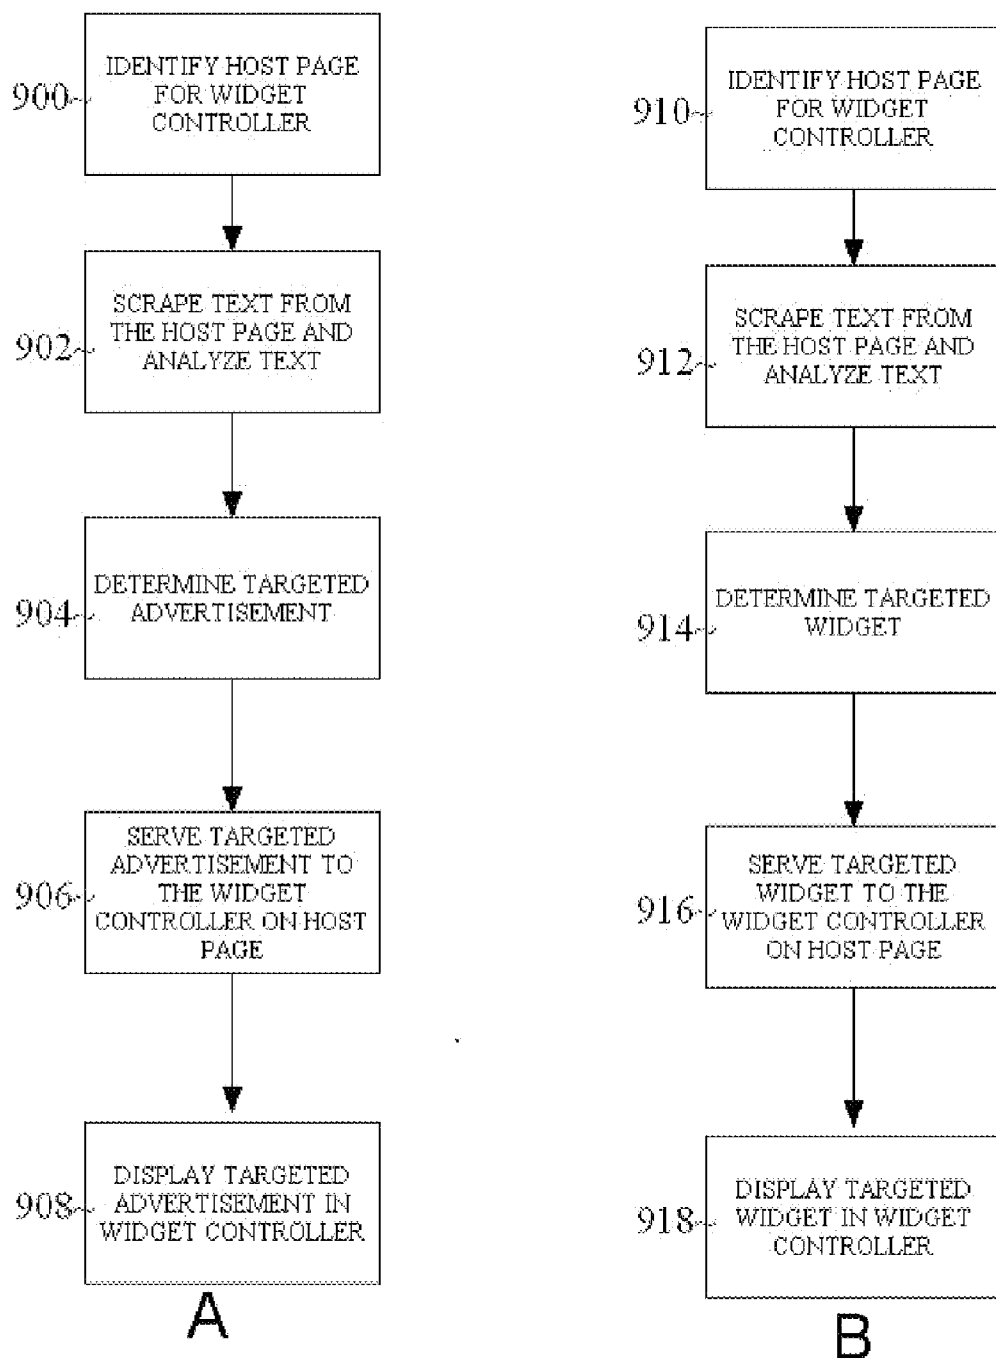 900
IDENTIFY HOST PAGE
FOR WIDGET
CONTROLLER
902
SCRAPE TEXT FROM
THE HOST PAGE AND
ANALYZE TEXT
904
DETERMINE TARGETED
ADVERTISEMENT
906
SERVE TARGETED
ADVERTISEMENT TO
THE WIDGET
CONTROLLER ON HOST
PAGE
908
DISPLAY TARGETED
ADVERTISEMENT IN
WIDGET CONTROLLER
A
910
IDENTIFY HOST PAGE
FOR WIDGET
CONTROLLER
912
SCRAPE TEXT FROM
THE HOST PAGE AND
ANALYZE TEXT
914
DETERMINE TARGETED
WIDGET
916
SERVE TARGETED
WIDGET TO THE
WIDGET CONTROLLER
ON HOST PAGE
918
DISPLAY TARGETED
WIDGET IN WIDGET
CONTROLLER
B